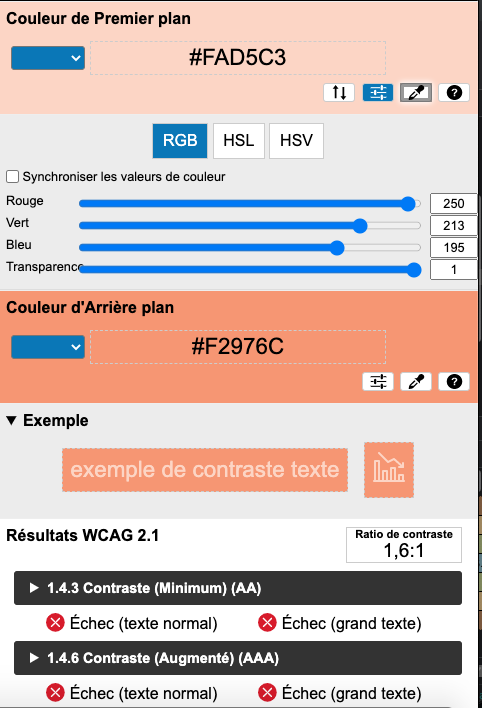 Couleur de Premier plan
#FAD5C3
?
RGB HSL HSV
Synchroniser les valeurs de couleur
Rouge 250
Vert 213
Bleu 195
Transparence 1
Couleur d'Arrière plan
#F2976C
?
▼ Exemple
exemple de contraste texte
Résultats WCAG 2.1
Ratio de contraste
1,6:1
▶ 1.4.3 Contraste (Minimum) (AA)
Échec (texte normal) Échec (grand texte)
▶ 1.4.6 Contraste (Augmenté) (AAA)
Échec (texte normal) Échec (grand texte)